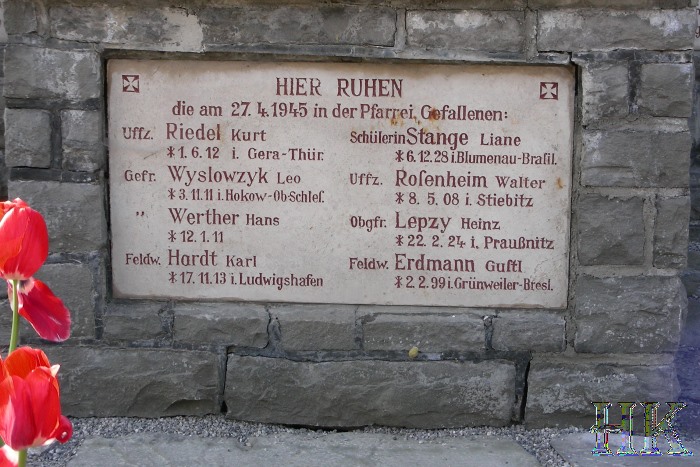 HIER RUHEN
die am 27.4.1945 in der Pfarrei Gefallenen:
Uffz. Riedel Kurt
* 1.6.12 i. Gera-Thür.
Gefr. Wyslowzyk Leo
* 3.11.11 i. Hokow-Ob-Schles.
" Werther Hans
* 12.1.11
Feldw. Hardt Karl
* 17.11.13 i. Ludwigshafen
Schülerin Stange Liane
* 6.12.28 i. Blumenau-Brasil.
Uffz. Rosenheim Walter
* 8.5.08 i. Stiebitz
Obgfr. Lepzy Heinz
* 22.2.24 i. Praußnitz
Feldw. Erdmann Gustl
* 2.2.99 i. Grünweiler-Bresl.
HK